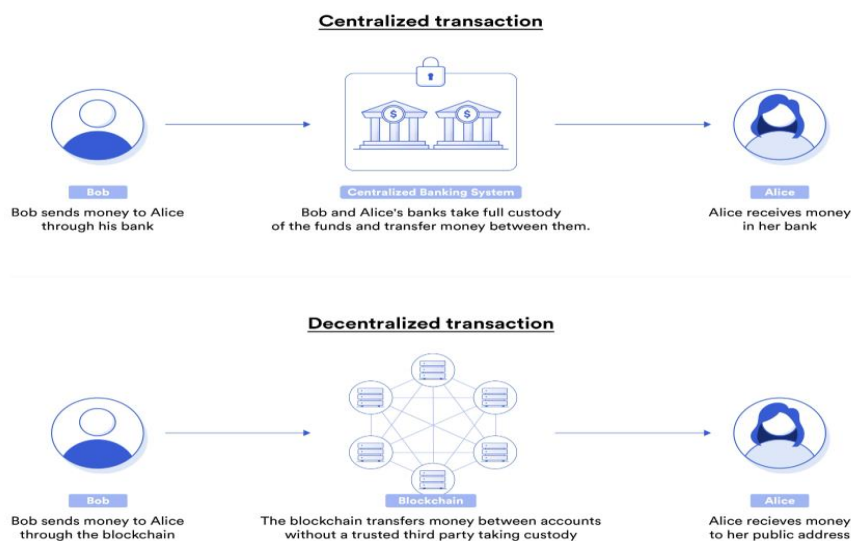 Centralized transaction
$
$
Bob
Centralized Banking System
Alice
Bob sends money to Alice
through his bank
Bob and Alice's banks take full custody
of the funds and transfer money between them.
Alice receives money
in her bank
Decentralized transaction
Bob
Blockchain
Alice
Bob sends money to Alice
through the blockchain
The blockchain transfers money between accounts
without a trusted third party taking custody
Alice recieves money
to her public address